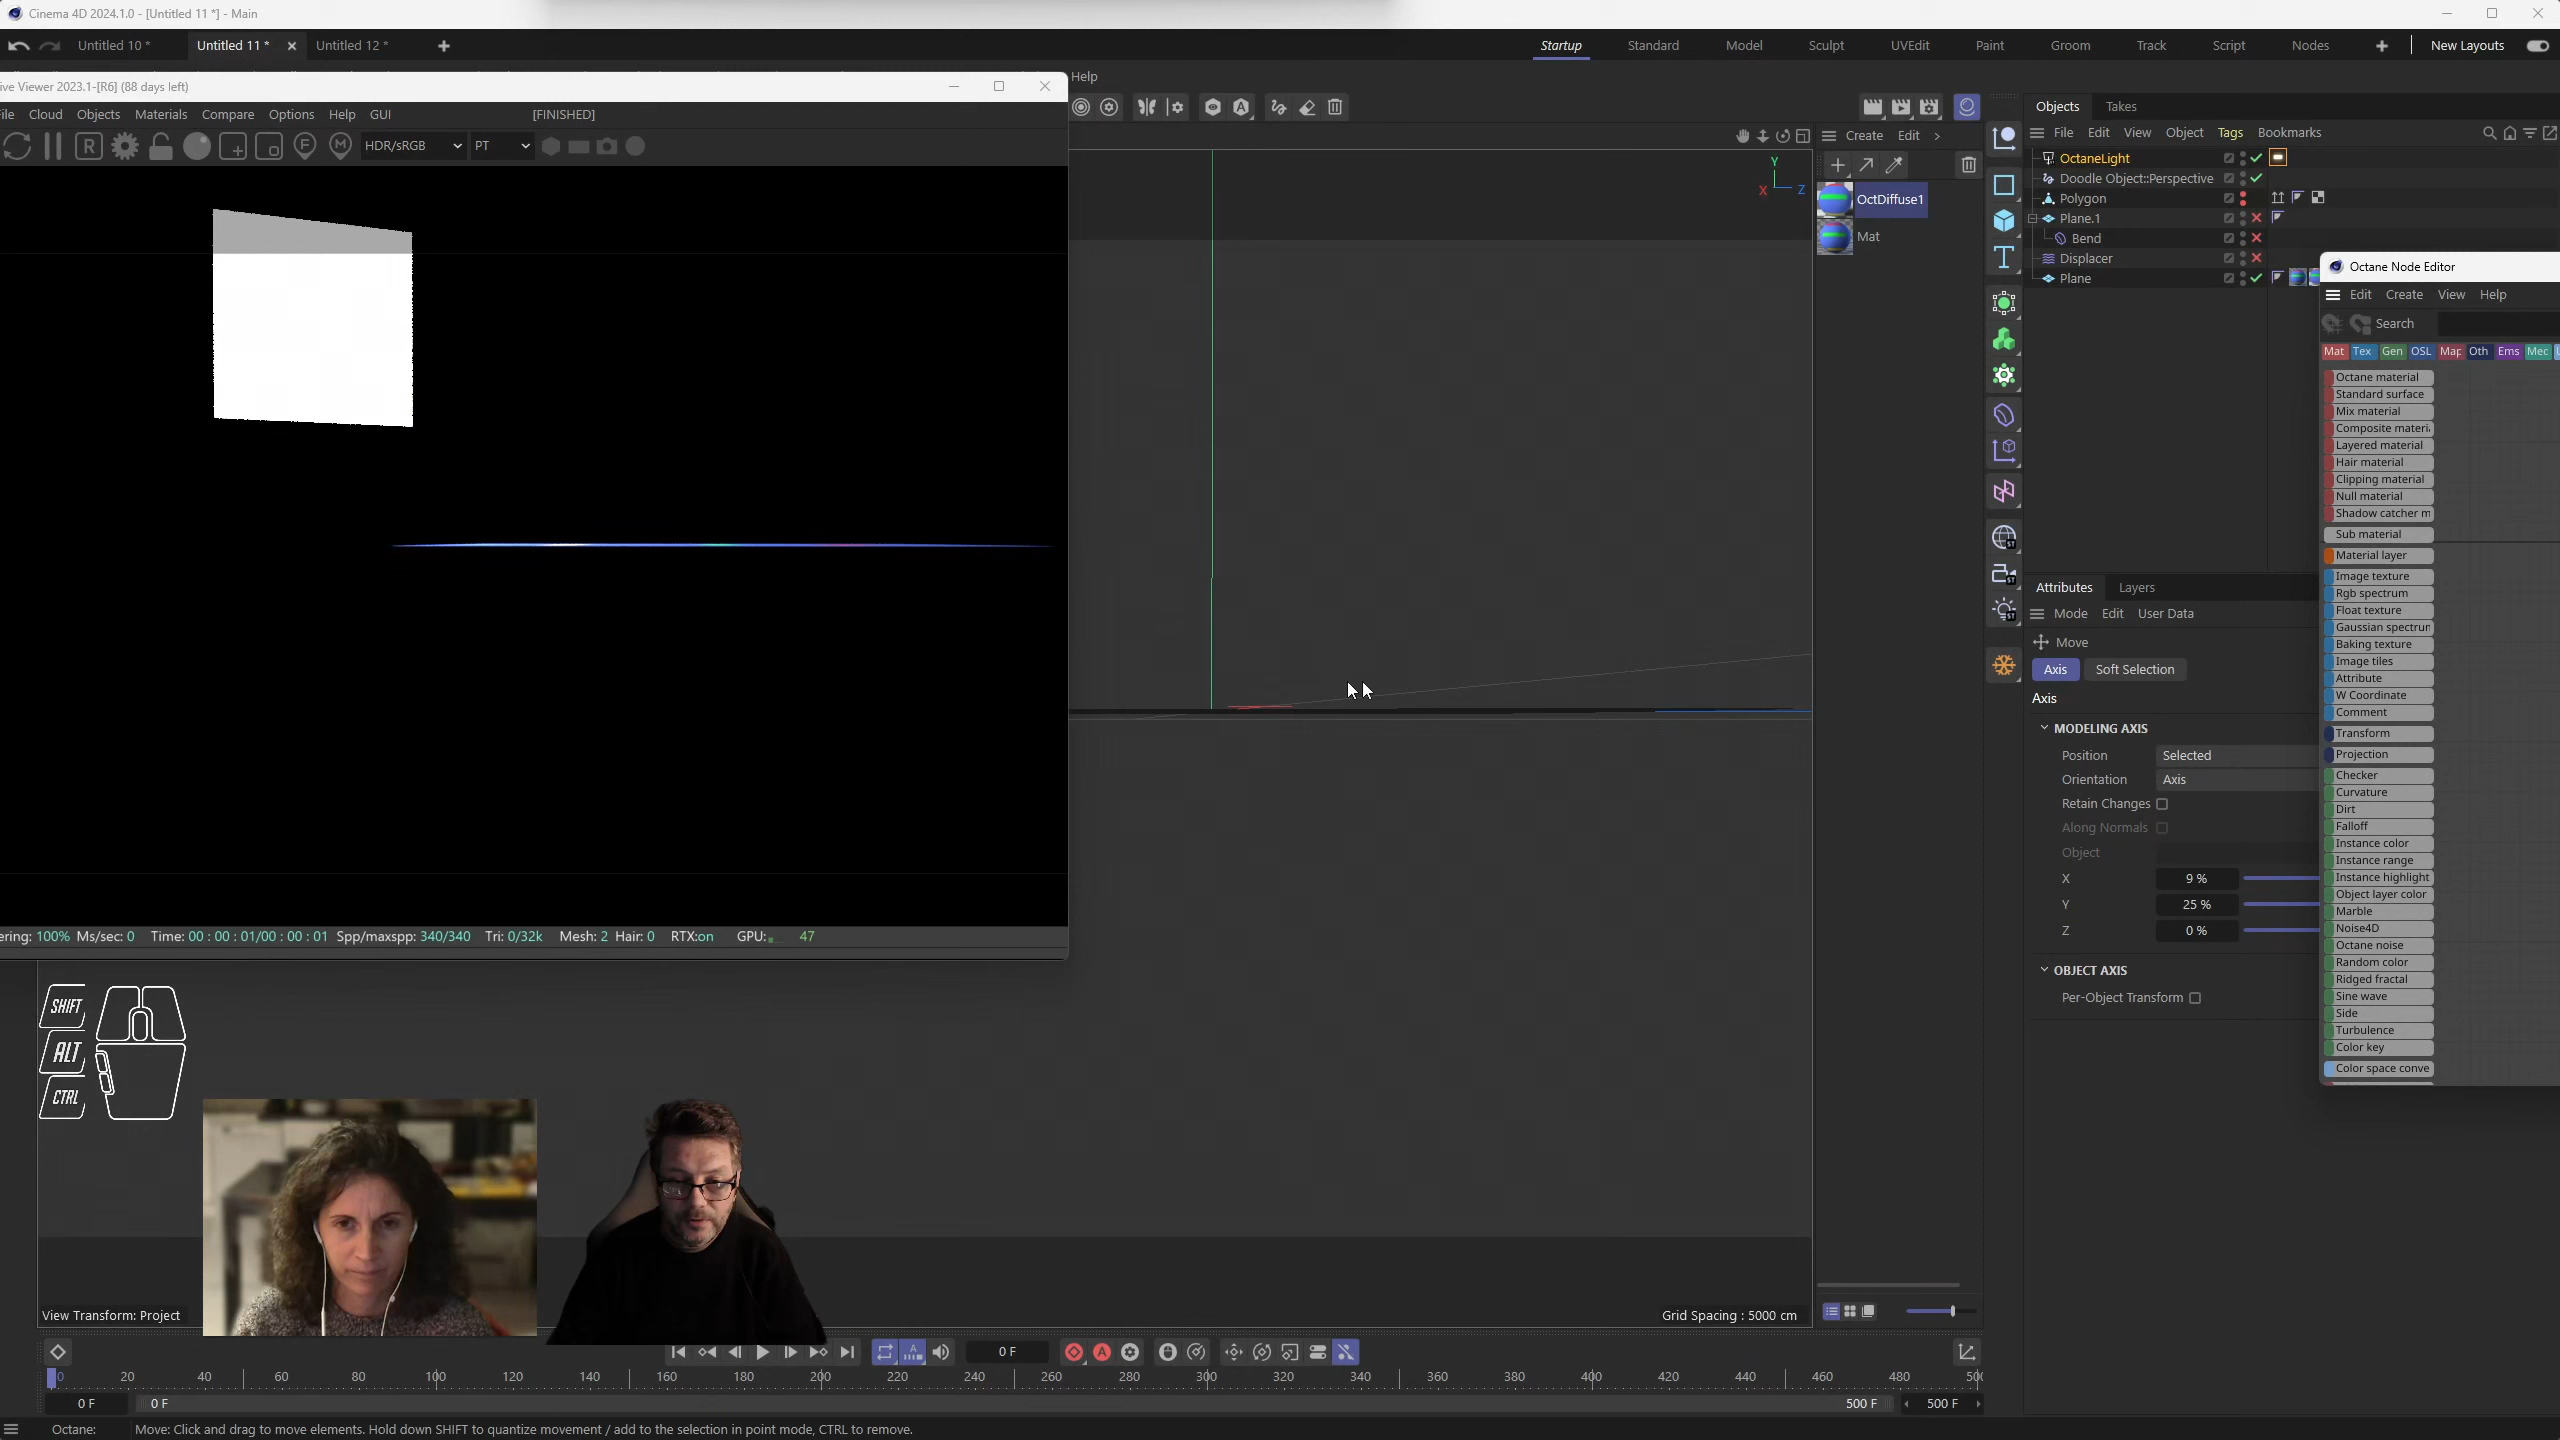 Cinema 4D 2024.1.0 - [Untitled 11 *] - Main
Untitled 10 *
Untitled 11 *
Untitled 12 *
Startup
Standard
Model
Sculpt
UVEdit
Paint
Groom
Track
Script
Nodes
New Layouts
ive Viewer 2023.1-[R6] (88 days left)
Help
ile Cloud Objects Materials Compare Options Help GUI [FINISHED]
HDR/sRGB
PT
Create Edit
Y
X
Z
OctDiffuse1
Mat
Objects Takes
File Edit View Object Tags Bookmarks
OctaneLight
Doodle Object::Perspective
Polygon
Plane.1
Bend
Displacer
Plane
Octane Node Editor
Edit Create View Help
Search
Mat Tex Gen OSL Map Oth Ems Mec
Octane material
Standard surface
Mix material
Composite materi
Layered material
Hair material
Clipping material
Null material
Shadow catcher m
Sub material
Material layer
Image texture
Rgb spectrum
Float texture
Gaussian spectrun
Baking texture
Image tiles
Attribute
W Coordinate
Comment
Transform
Projection
Checker
Curvature
Dirt
Falloff
Instance color
Instance range
Instance highlight
Object layer color
Marble
Noise4D
Octane noise
Random color
Ridged fractal
Sine wave
Side
Turbulence
Color key
Color space conve
Attributes Layers
Mode Edit User Data
Move
Axis Soft Selection
Axis
MODELING AXIS
Position Selected
Orientation Axis
Retain Changes
Along Normals
Object
X 9 %
Y 25 %
Z 0 %
OBJECT AXIS
Per-Object Transform
ering: 100% Ms/sec: 0 Time: 00 : 00 : 01/00 : 00 : 01 Spp/maxspp: 340/340 Tri: 0/32k Mesh: 2 Hair: 0 RTX:on GPU: 47
SHIFT
ALT
CTRL
View Transform: Project
Grid Spacing : 5000 cm
0 F
0 20 40 60 80 100 120 140 160 180 200 220 240 260 280 300 320 340 360 380 400 420 440 460 480 50
0 F 0 F 500 F 500 F
Octane: Move: Click and drag to move elements. Hold down SHIFT to quantize movement / add to the selection in point mode, CTRL to remove.